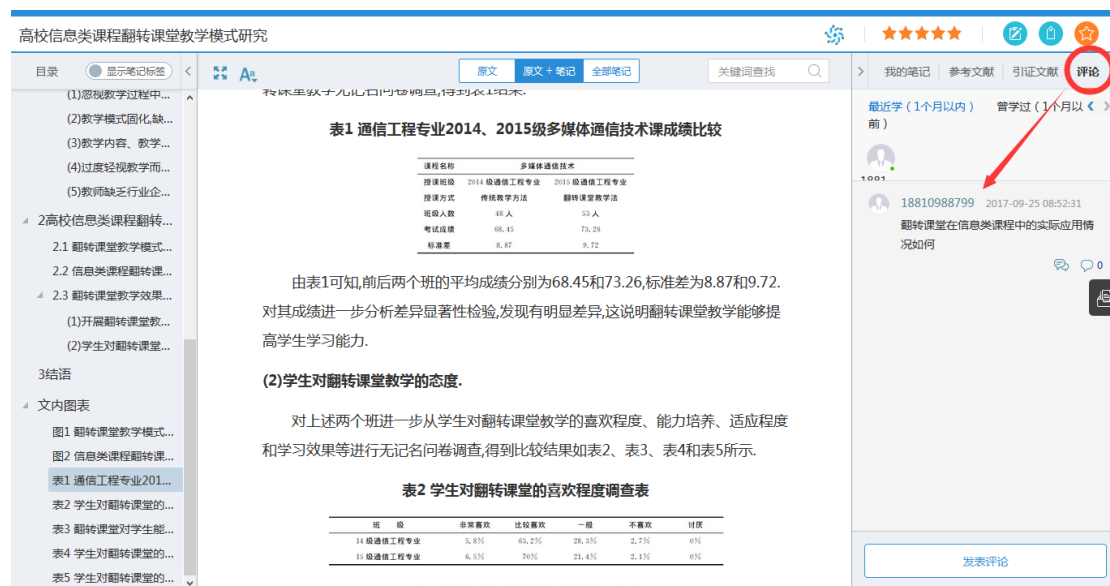 高校信息类课程翻转课堂教学模式研究
目录 显示笔记标签
(1)忽视教学过程中...
(2)教学模式固化,缺...
(3)教学内容、教学...
(4)过度轻视教学而...
(5)教师缺乏行业企...
2高校信息类课程翻转...
2.1 翻转课堂教学模式...
2.2 信息类课程翻转课...
2.3 翻转课堂教学效果...
(1)开展翻转课堂教...
(2)学生对翻转课堂...
3结语
文内图表
图1 翻转课堂教学模式...
图2 信息类课程翻转课...
表1 通信工程专业201...
表2 学生对翻转课堂的...
表3 翻转课堂对学生能...
表4 学生对翻转课堂的...
表5 学生对翻转课堂的...
Aa 原文 原文 + 笔记 全部笔记 关键词查找
转课堂教学无记名问卷调查,得到表1结果.
表1 通信工程专业2014、2015级多媒体通信技术课成绩比较
课程名称 多媒体通信技术
授课班级 2014 级通信工程专业 2015 级通信工程专业
授课方式 传统教学方法 翻转课堂教学法
班级人数 48 人 53 人
考试成绩 68.45 73.26
标准差 8.87 9.72
由表1可知,前后两个班的平均成绩分别为68.45和73.26,标准差为8.87和9.72.
对其成绩进一步分析差异显著性检验,发现有明显差异,这说明翻转课堂教学能够提
高学生学习能力.
(2)学生对翻转课堂教学的态度.
对上述两个班进一步从学生对翻转课堂教学的喜欢程度、能力培养、适应程度
和学习效果等进行无记名问卷调查,得到比较结果如表2、表3、表4和表5所示.
表2 学生对翻转课堂的喜欢程度调查表
班 级 非常喜欢 比较喜欢 一般 不喜欢 讨厌
14 级通信工程专业 5.8% 63.2% 28.3% 2.7% 0%
15 级通信工程专业 6.5% 70% 21.4% 2.1% 0%
我的笔记 参考文献 引证文献 评论
最近学（1个月以内） 曾学过（1个月以
前）
1881
18810988799 2017-09-25 08:52:31
翻转课堂在信息类课程中的实际应用情
况如何
0
发表评论